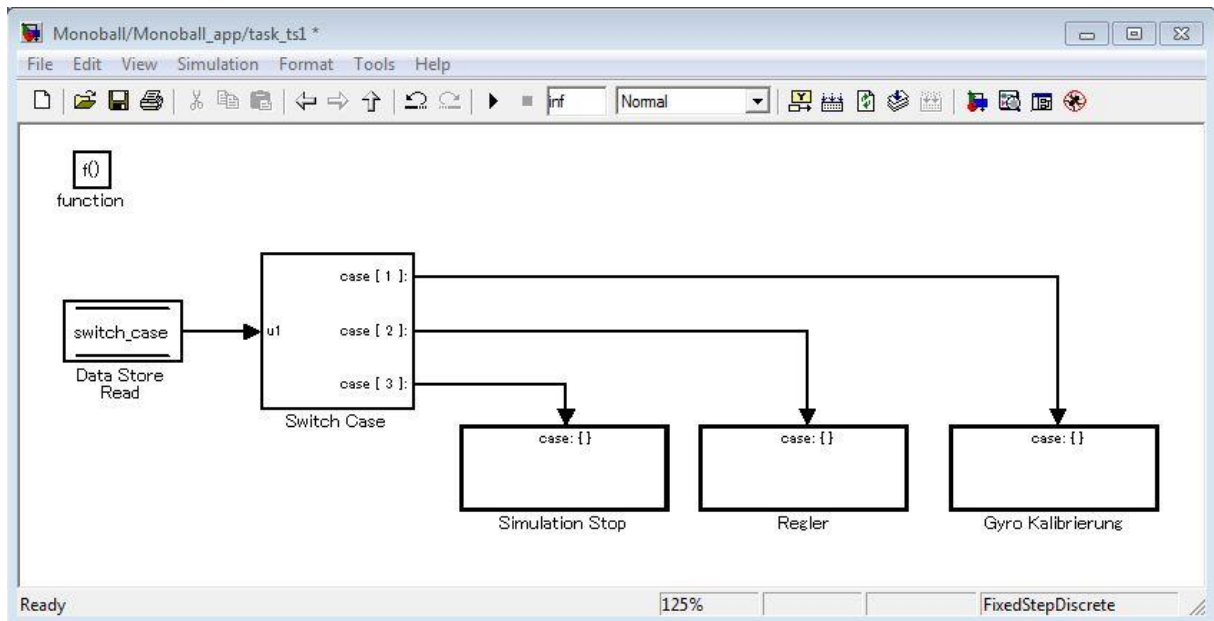 Monoball/Monoball_app/task_ts1 *
File Edit View Simulation Format Tools Help
inf Normal
f()
function
case [ 1 ]:
switch_case u1 case [ 2 ]:
Data Store
Read
case [ 3 ]:
Switch Case
case: { } case: { } case: { }
Simulation Stop Regler Gyro Kalibrierung
Ready 125% FixedStepDiscrete